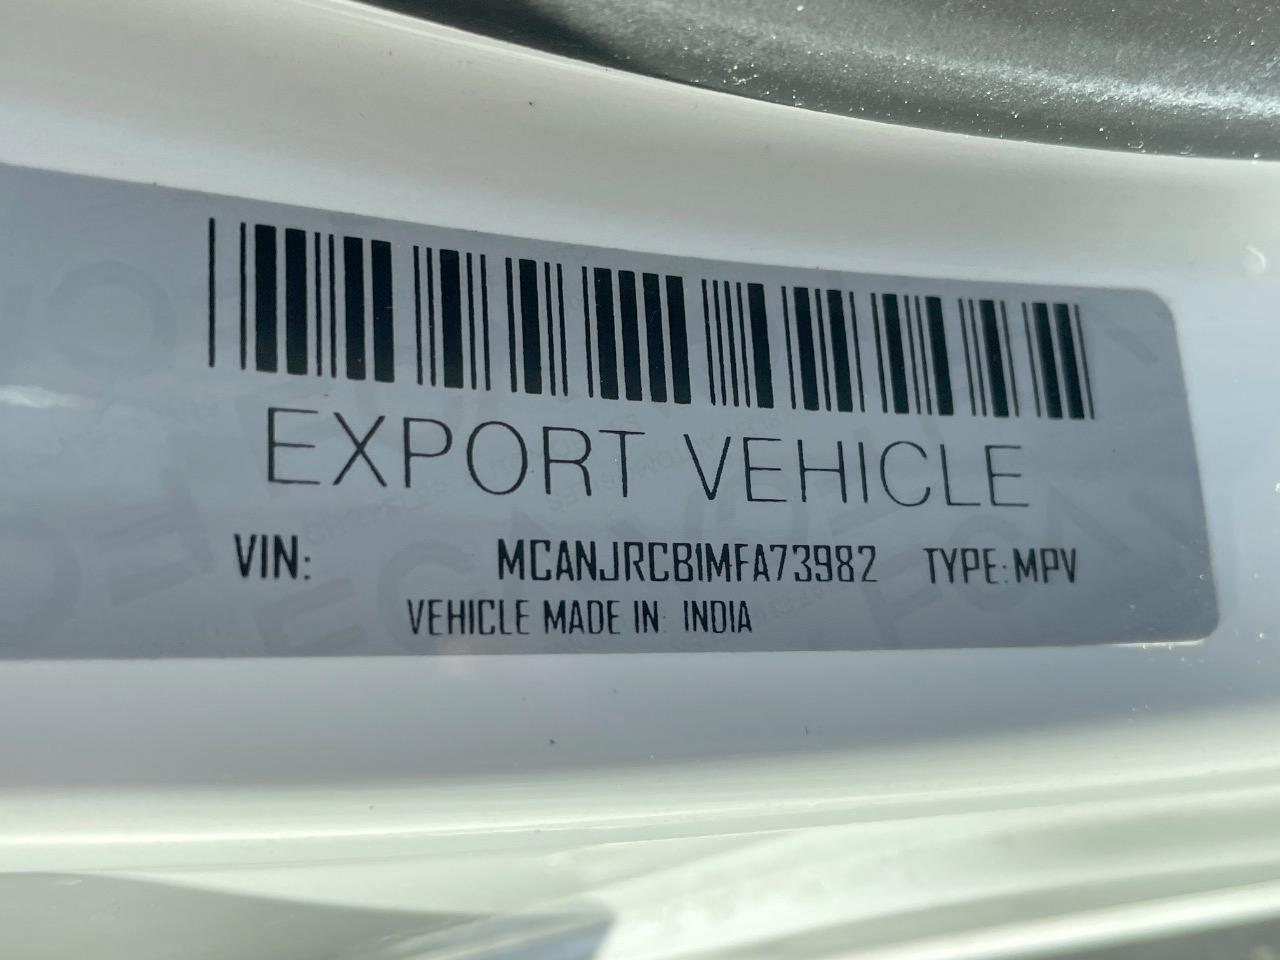 EXPORT VEHICLE
VIN: MCANJRCB1MFA73982 TYPE: MPV
VEHICLE MADE IN: INDIA